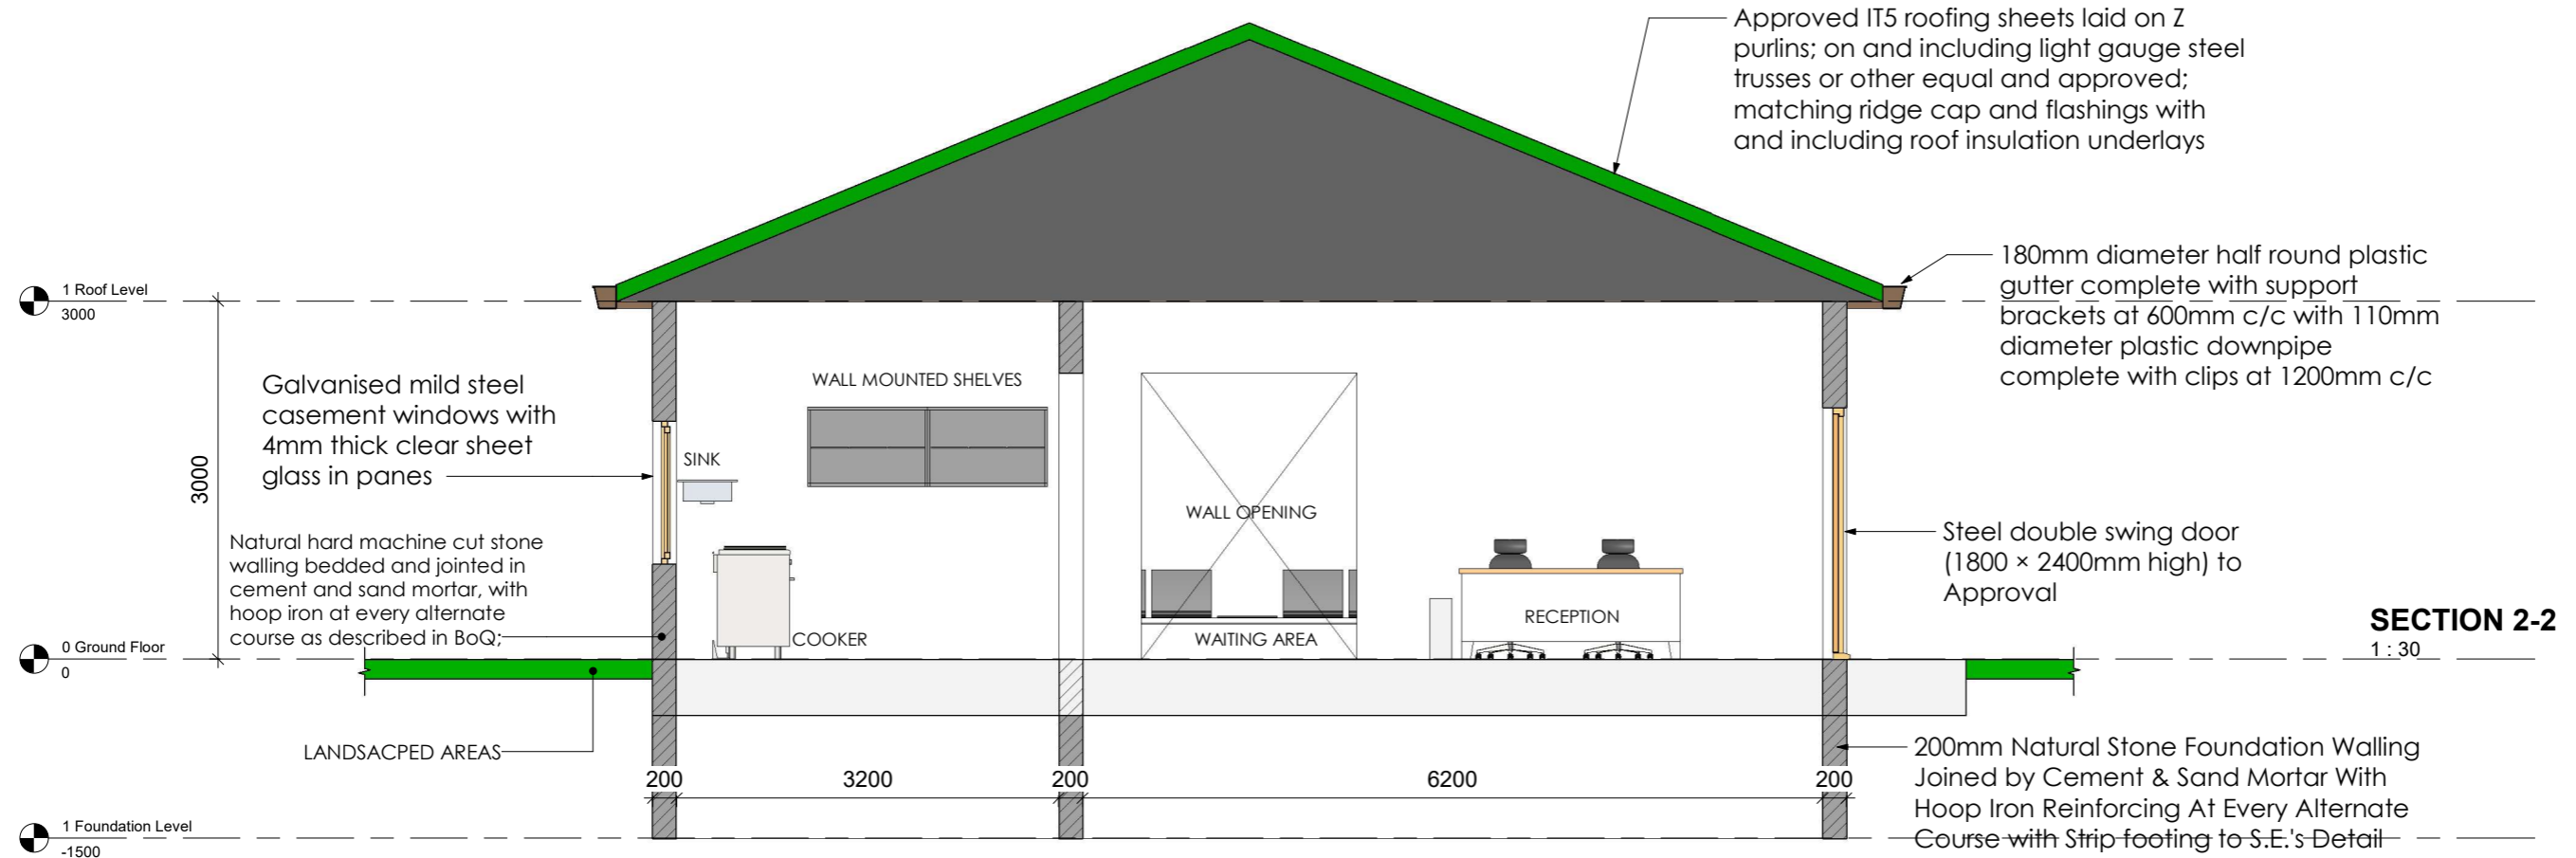 Approved IT5 roofing sheets laid on Z
purlins; on and including light gauge steel
trusses or other equal and approved;
matching ridge cap and flashings with
and including roof insulation underlays
180mm diameter half round plastic
gutter complete with support
brackets at 600mm c/c with 110mm
diameter plastic downpipe
complete with clips at 1200mm c/c
1 Roof Level
3000
3000
Galvanised mild steel
casement windows with
4mm thick clear sheet
glass in panes
WALL MOUNTED SHELVES
SINK
WALL OPENING
Natural hard machine cut stone
walling bedded and jointed in
cement and sand mortar, with
hoop iron at every alternate
course as described in BoQ;
Steel double swing door
(1800 × 2400mm high) to
Approval
COOKER
WAITING AREA
RECEPTION
SECTION 2-2
1 : 30
0 Ground Floor
0
LANDSACPED AREAS
200
3200
200
6200
200
200mm Natural Stone Foundation Walling
Joined by Cement & Sand Mortar With
Hoop Iron Reinforcing At Every Alternate
Course with Strip footing to S.E.'s Detail
1 Foundation Level
-1500